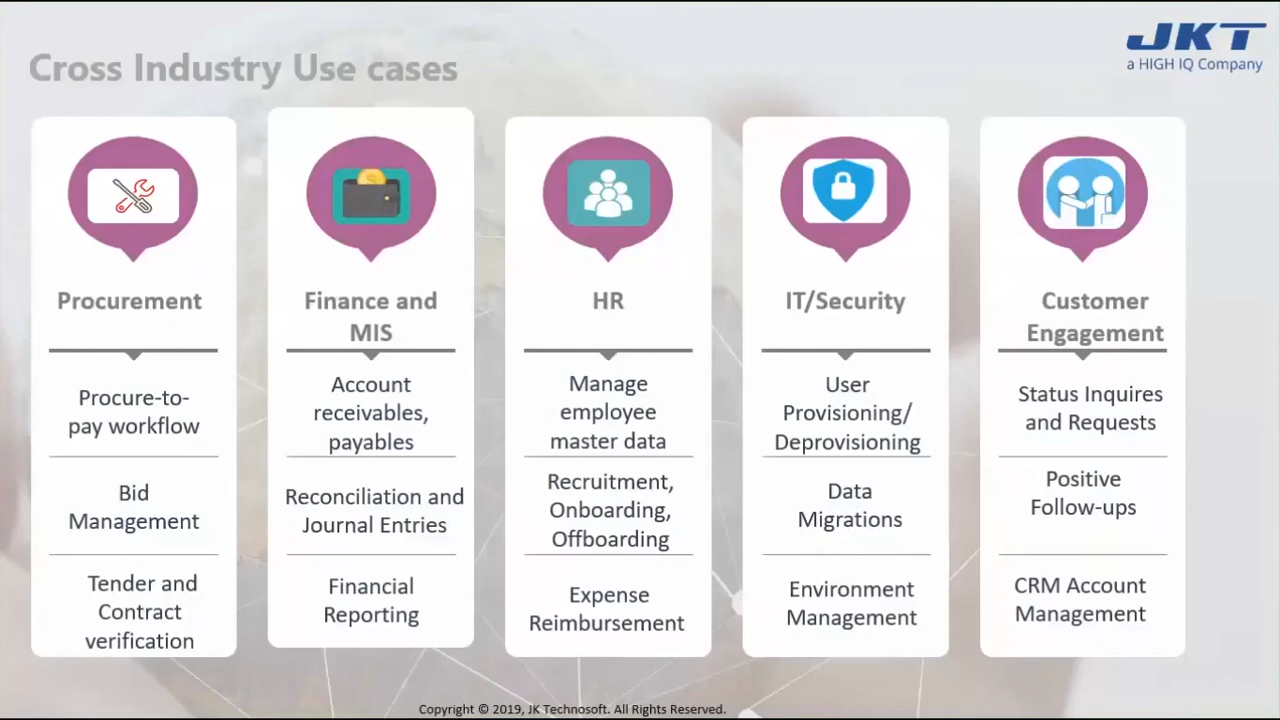 JKT
a HIGH IQ Company
Cross Industry Use cases
Procurement
Procure-to-
pay workflow
Bid
Management
Tender and
Contract
verification
Finance and
MIS
Account
receivables,
payables
Reconciliation and
Journal Entries
Financial
Reporting
HR
Manage
employee
master data
Recruitment,
Onboarding,
Offboarding
Expense
Reimbursement
IT/Security
User
Provisioning/
Deprovisioning
Data
Migrations
Environment
Management
Customer
Engagement
Status Inquires
and Requests
Positive
Follow-ups
CRM Account
Management
Copyright © 2019, JK Technosoft. All Rights Reserved.